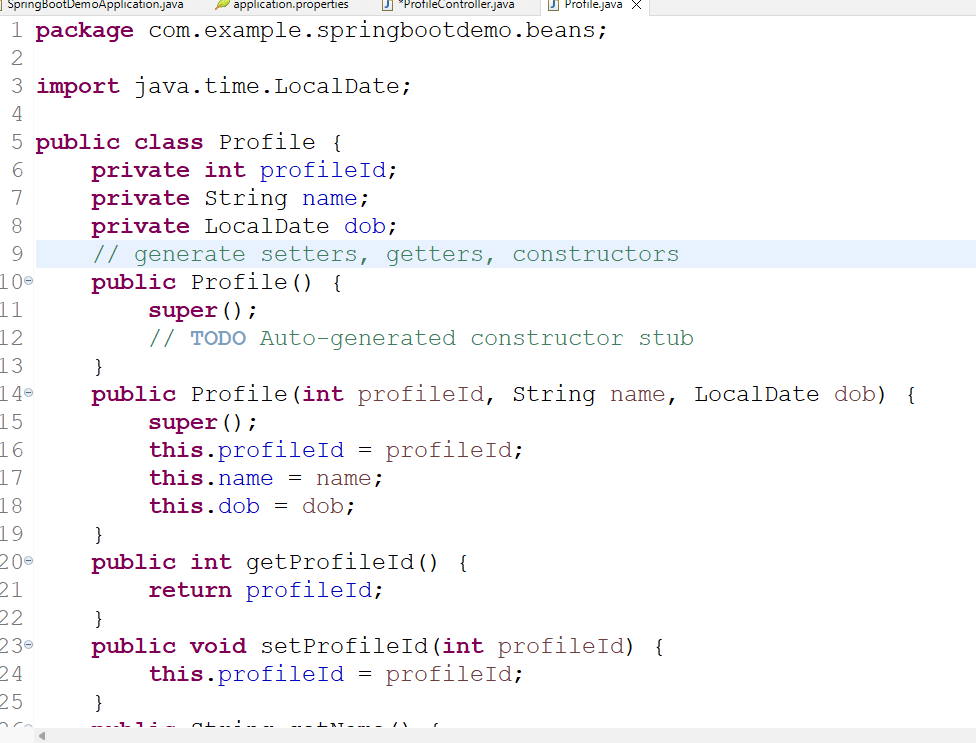 SpringBootDemoApplication.java application.properties *ProfileController.java Profile.java
1 package com.example.springbootdemo.beans;
2
3 import java.time.LocalDate;
4
5 public class Profile {
6 private int profileId;
7 private String name;
8 private LocalDate dob;
9 // generate setters, getters, constructors
10 public Profile() {
11 super();
12 // TODO Auto-generated constructor stub
13 }
14 public Profile(int profileId, String name, LocalDate dob) {
15 super();
16 this.profileId = profileId;
17 this.name = name;
18 this.dob = dob;
19 }
20 public int getProfileId() {
21 return profileId;
22 }
23 public void setProfileId(int profileId) {
24 this.profileId = profileId;
25 }
26 public String getName() {